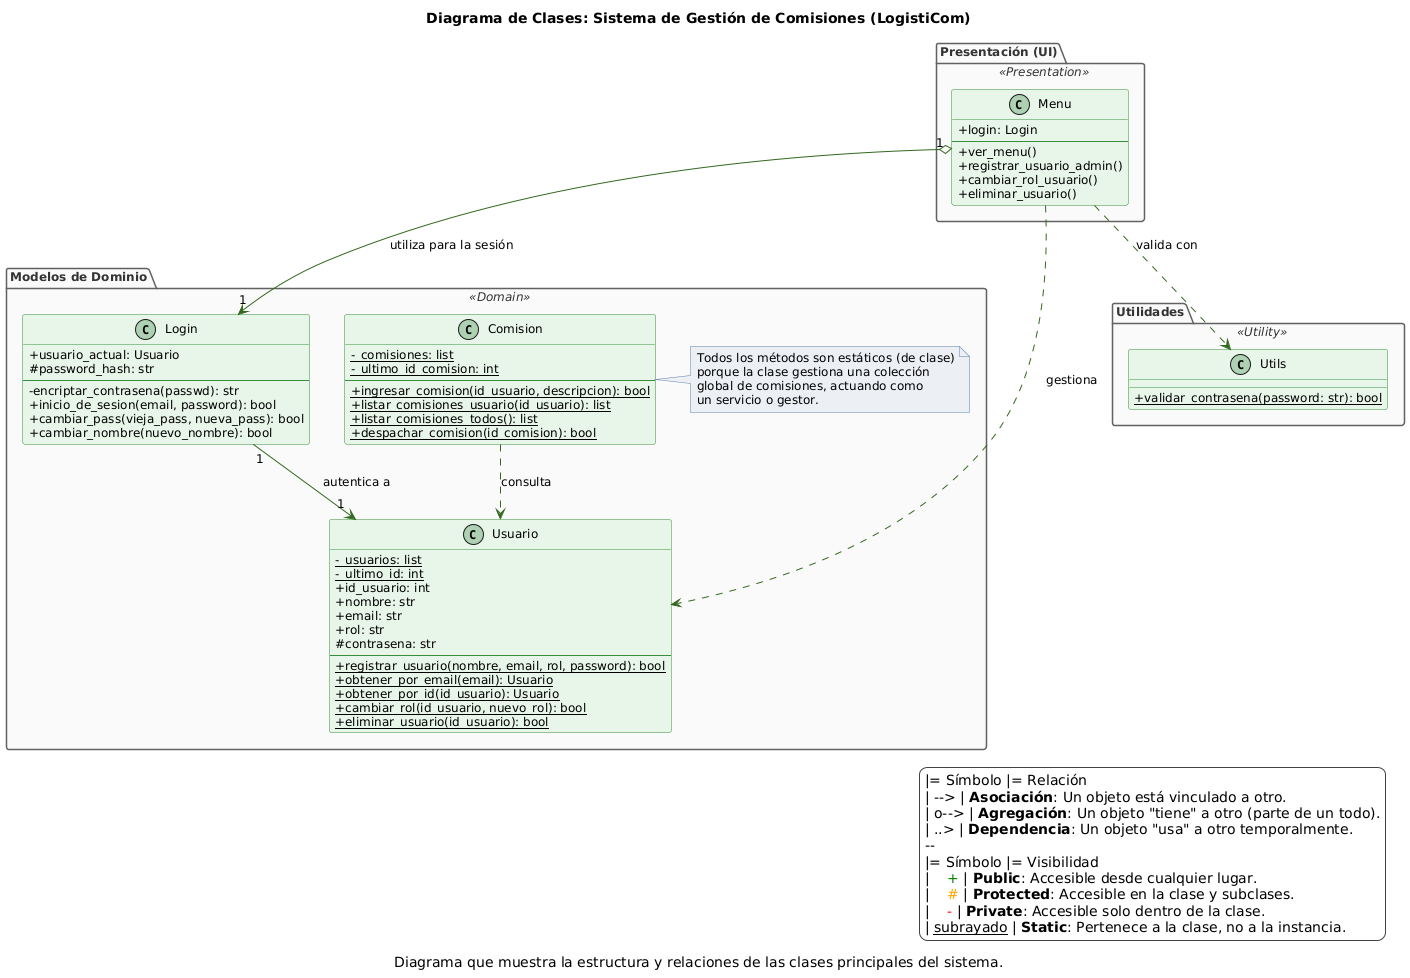 Diagrama de Clases: Sistema de Gestión de Comisiones (LogistiCom)
Presentación (UI)
«Presentation»
C Menu
+login: Login
+ver_menu()
+registrar_usuario_admin()
+cambiar_rol_usuario()
+eliminar_usuario()
1
utiliza para la sesión
valida con
Modelos de Dominio
«Domain»
1
C Login
+usuario_actual: Usuario
#password_hash: str
-encriptar_contrasena(passwd): str
+inicio_de_sesion(email, password): bool
+cambiar_pass(vieja_pass, nueva_pass): bool
+cambiar_nombre(nuevo_nombre): bool
C Comision
-_comisiones: list
-_ultimo_id_comision: int
+ingresar_comision(id_usuario, descripcion): bool
+listar_comisiones_usuario(id_usuario): list
+listar_comisiones_todos(): list
+despachar_comision(id_comision): bool
Todos los métodos son estáticos (de clase)
porque la clase gestiona una colección
global de comisiones, actuando como
un servicio o gestor.
gestiona
Utilidades
«Utility»
C Utils
+validar_contrasena(password: str): bool
1
autentica a
1
consulta
C Usuario
-_usuarios: list
-_ultimo_id: int
+id_usuario: int
+nombre: str
+email: str
+rol: str
#contrasena: str
+registrar_usuario(nombre, email, rol, password): bool
+obtener_por_email(email): Usuario
+obtener_por_id(id_usuario): Usuario
+cambiar_rol(id_usuario, nuevo_rol): bool
+eliminar_usuario(id_usuario): bool
|= Símbolo |= Relación
| --> | Asociación: Un objeto está vinculado a otro.
| o--> | Agregación: Un objeto "tiene" a otro (parte de un todo).
| ..> | Dependencia: Un objeto "usa" a otro temporalmente.
--
|= Símbolo |= Visibilidad
| + | Public: Accesible desde cualquier lugar.
| # | Protected: Accesible en la clase y subclases.
| - | Private: Accesible solo dentro de la clase.
| subrayado | Static: Pertenece a la clase, no a la instancia.
Diagrama que muestra la estructura y relaciones de las clases principales del sistema.